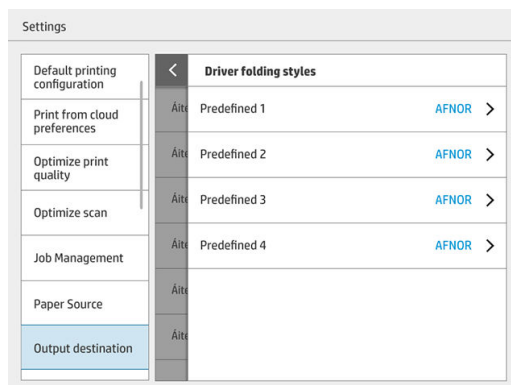 Settings
Default printing
configuration
Print from cloud
preferences
Optimize print
quality
Optimize scan
Job Management
Paper Source
Output destination
Driver folding styles
Predefined 1 AFNOR
Predefined 2 AFNOR
Predefined 3 AFNOR
Predefined 4 AFNOR